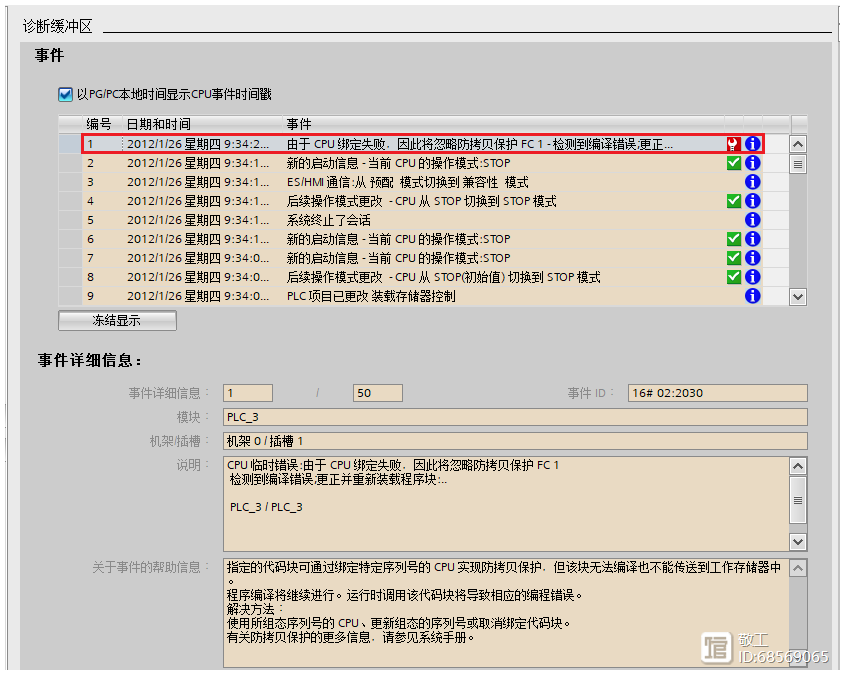 诊断缓冲区
事件
以PG/PC本地时间显示CPU事件时间戳
编号 日期和时间 事件
1 2012/1/26 星期四 9:34:2... 由于 CPU 绑定失败，因此将忽略防拷贝保护 FC 1 - 检测到编译错误,更正...
2 2012/1/26 星期四 9:34:1... 新的启动信息 - 当前 CPU 的操作模式:STOP
3 2012/1/26 星期四 9:34:1... ES/HMI 通信:从 预配 模式切换到 兼容性 模式
4 2012/1/26 星期四 9:34:1... 后续操作模式更改 - CPU 从 STOP 切换到 STOP 模式
5 2012/1/26 星期四 9:34:1... 系统终止了会话
6 2012/1/26 星期四 9:34:1... 新的启动信息 - 当前 CPU 的操作模式:STOP
7 2012/1/26 星期四 9:34:0... 新的启动信息 - 当前 CPU 的操作模式:STOP
8 2012/1/26 星期四 9:34:0... 后续操作模式更改 - CPU 从 STOP(初始值) 切换到 STOP 模式
9 2012/1/26 星期四 9:34:0... PLC 项目已更改 装载存储器控制
冻结显示
事件详细信息：
事件详细信息： 1 / 50 事件 ID： 16# 02:2030
模块： PLC_3
机架/插槽： 机架 0 / 插槽 1
说明： CPU 临时错误:由于 CPU 绑定失败，因此将忽略防拷贝保护 FC 1
检测到编译错误,更正并重新装载程序块:..
PLC_3 / PLC_3
关于事件的帮助信息： 指定的代码块可通过绑定特定序列号的 CPU 实现防拷贝保护，但该块无法编译也不能传送到工作存储器中
。
程序编译将继续进行。运行时调用该代码块将导致相应的编程错误。
解决方法：
使用所组态序列号的 CPU、更新组态的序列号或取消绑定代码块。
有关防拷贝保护的更多信息，请参见系统手册。
敬工
ID:68569065